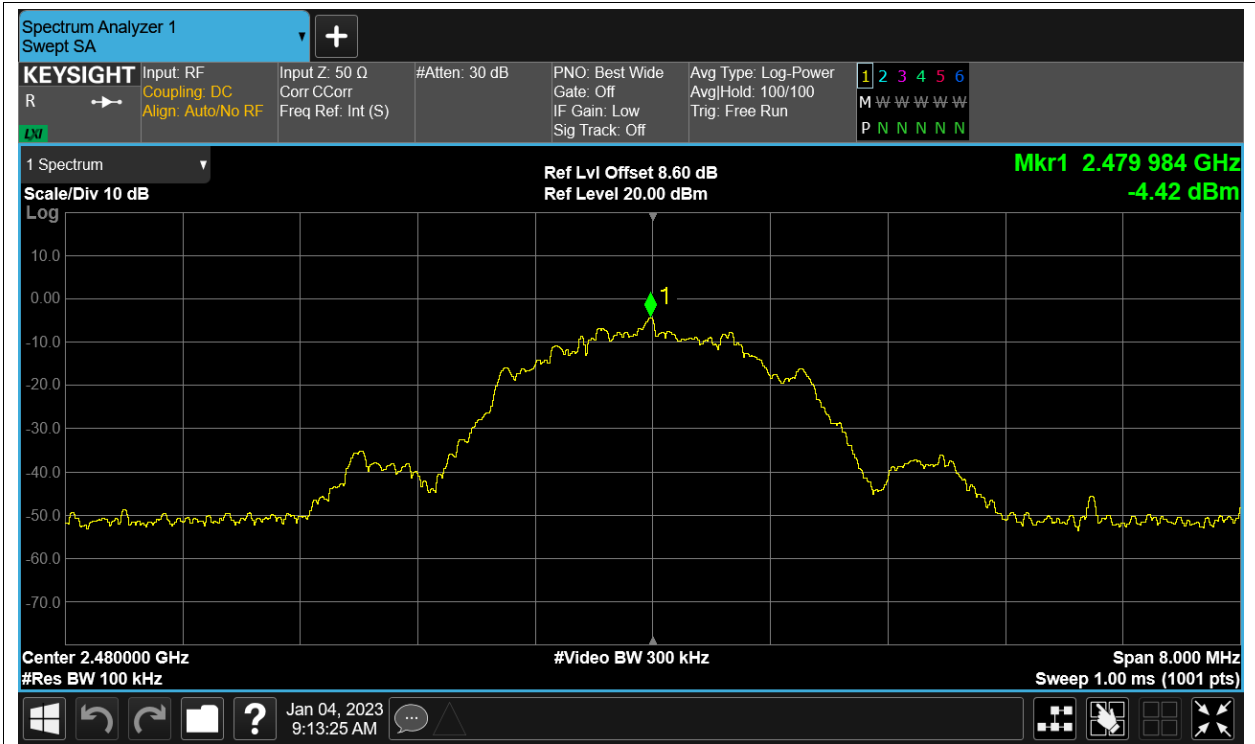 Spectrum Analyzer 1
Swept SA
KEYSIGHT
R
LXI
Input: RF
Coupling: DC
Align: Auto/No RF
Input Z: 50 Ω
Corr CCorr
Freq Ref: Int (S)
#Atten: 30 dB
PNO: Best Wide
Gate: Off
IF Gain: Low
Sig Track: Off
Avg Type: Log-Power
Avg|Hold: 100/100
Trig: Free Run
1 2 3 4 5 6
M W W W W W
P N N N N N
1 Spectrum
Scale/Div 10 dB
Log
Ref Lvl Offset 8.60 dB
Ref Level 20.00 dBm
Mkr1 2.479 984 GHz
-4.42 dBm
10.0
0.00
-10.0
-20.0
-30.0
-40.0
-50.0
-60.0
-70.0
1
Center 2.480000 GHz
#Res BW 100 kHz
#Video BW 300 kHz
Span 8.000 MHz
Sweep 1.00 ms (1001 pts)
?
Jan 04, 2023
9:13:25 AM